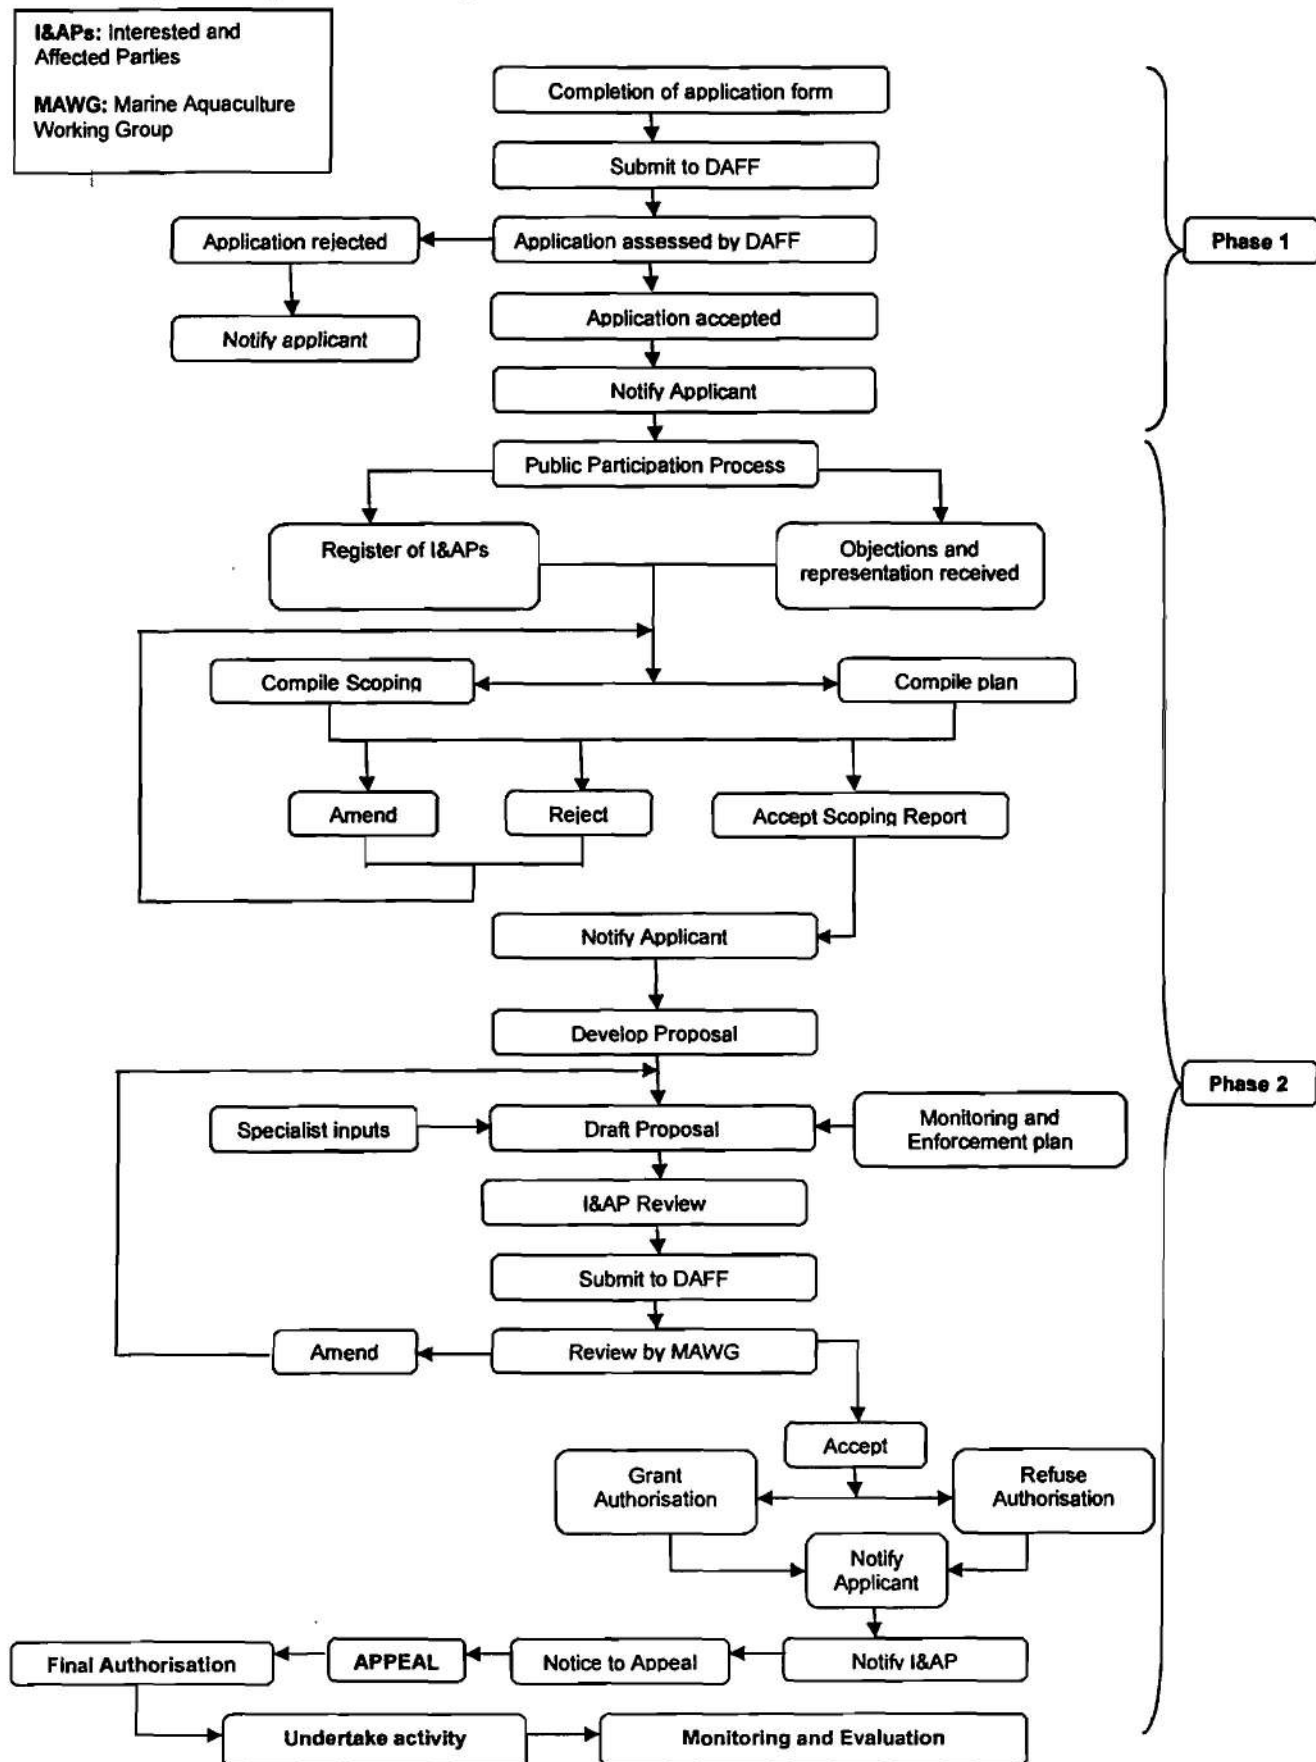 I&APs: Interested and
Affected Parties
MAWG: Marine Aquaculture
Working Group
Completion of application form
Submit to DAFF
Application rejected
Application assessed by DAFF
Phase 1
Application accepted
Notify applicant
Notify Applicant
Public Participation Process
Register of I&APs
Objections and
representation received
Compile Scoping
Compile plan
Amend
Reject
Accept Scoping Report
Notify Applicant
Develop Proposal
Phase 2
Specialist inputs
Draft Proposal
Monitoring and
Enforcement plan
I&AP Review
Submit to DAFF
Amend
Review by MAWG
Accept
Grant
Authorisation
Refuse
Authorisation
Notify
Applicant
Final Authorisation
APPEAL
Notice to Appeal
Notify I&AP
Undertake activity
Monitoring and Evaluation